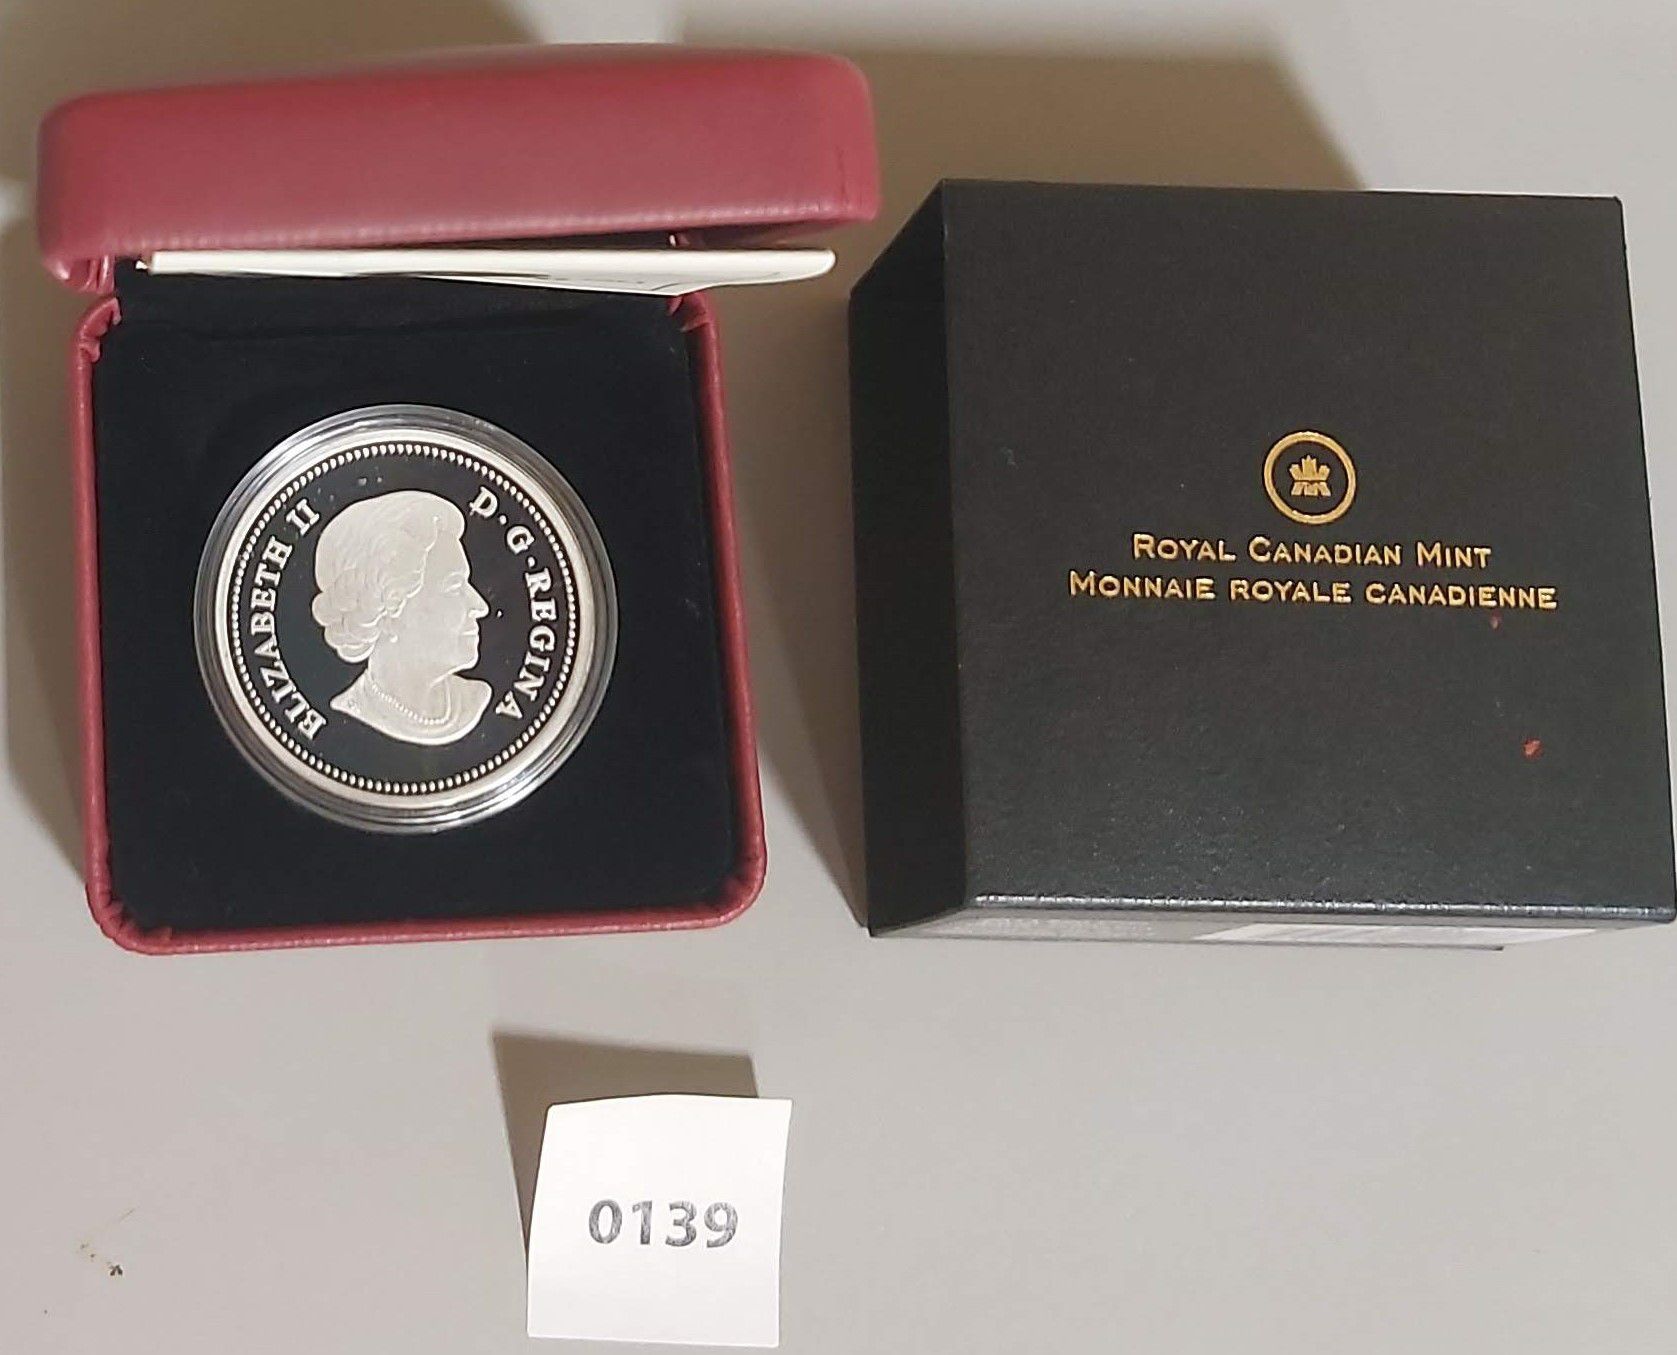 ELIZABETH II D·G·REGINA
ROYAL CANADIAN MINT
MONNAIE ROYALE CANADIENNE
0139